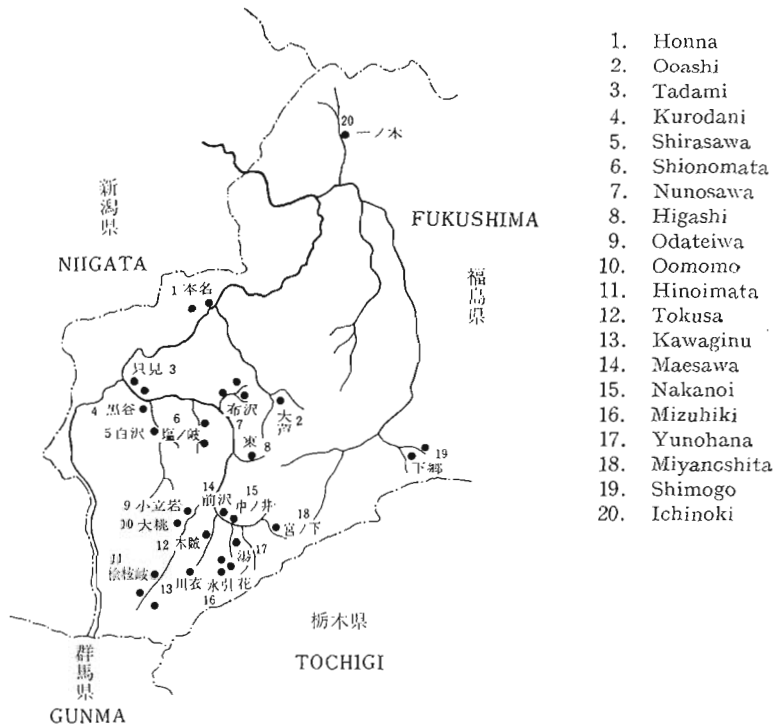 20
一ノ木
新潟県
NIIGATA
FUKUSHIMA
福島県
1 本名
只見 3
4 黒谷
5 白沢
6
塩ノ岐
布沢
7
大芦 2
東
8
19
下郷
14
前沢
15
中ノ井
9 小立岩
00 大桃
18
宮ノ下
12 木賊
17
湯ノ花
11
桧枝岐
13
川衣
水引
16
栃木県
TOCHIGI
群馬県
GUNMA
1. Honna
2. Ooashi
3. Tadami
4. Kurodani
5. Shirasawa
6. Shionomata
7. Nunosawa
8. Higashi
9. Odateiwa
10. Oomomo
11. Hinoimata
12. Tokusa
13. Kawaginu
14. Maesawa
15. Nakanoi
16. Mizuhiki
17. Yunohana
18. Miyanoshita
19. Shimogo
20. Ichinoki